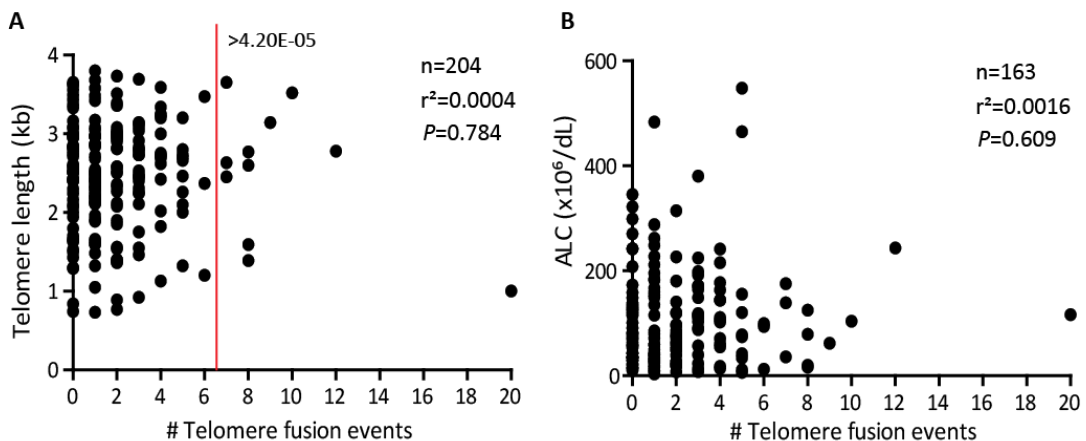 A
>4.20E-05
n=204
r²=0.0004
P=0.784
Telomere length (kb)
4
3
2
1
0
0 2 4 6 8 10 12 14 16 18 20
# Telomere fusion events
B
n=163
r²=0.0016
P=0.609
ALC (x10⁶/dL)
600
400
200
0
0 2 4 6 8 10 12 14 16 18 20
# Telomere fusion events